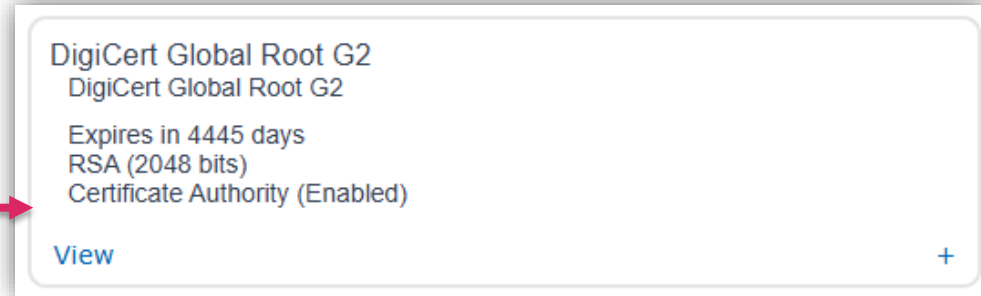 DigiCert Global Root G2
DigiCert Global Root G2
Expires in 4445 days
RSA (2048 bits)
Certificate Authority (Enabled)
View +